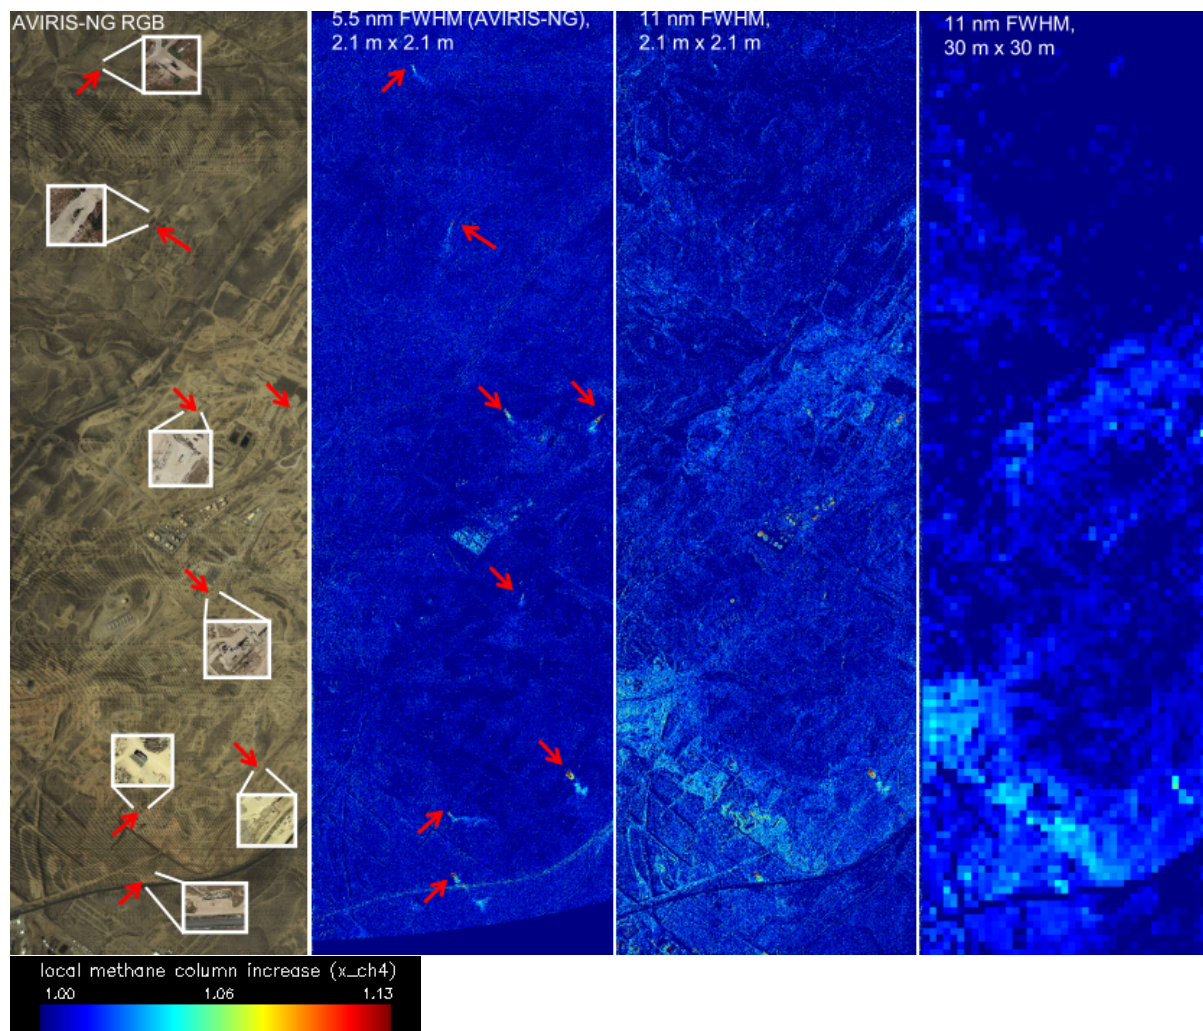 AVIRIS-NG RGB
5.5 nm FWHM (AVIRIS-NG),
2.1 m x 2.1 m
11 nm FWHM,
2.1 m x 2.1 m
11 nm FWHM,
30 m x 30 m
local methane column increase (x_ch4)
1.00 1.06 1.13